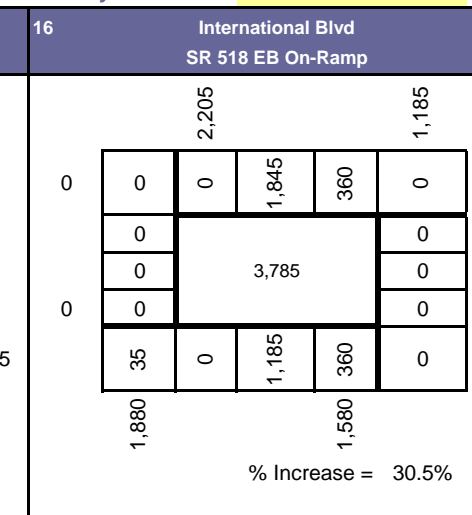 16 International Blvd
SR 518 EB On-Ramp
2,205 1,185
0 0 0 1,845 360 0
0 0
0 3,785 0
0 0 0
5 35 0 1,185 360 0
1,880 1,580
% Increase = 30.5%